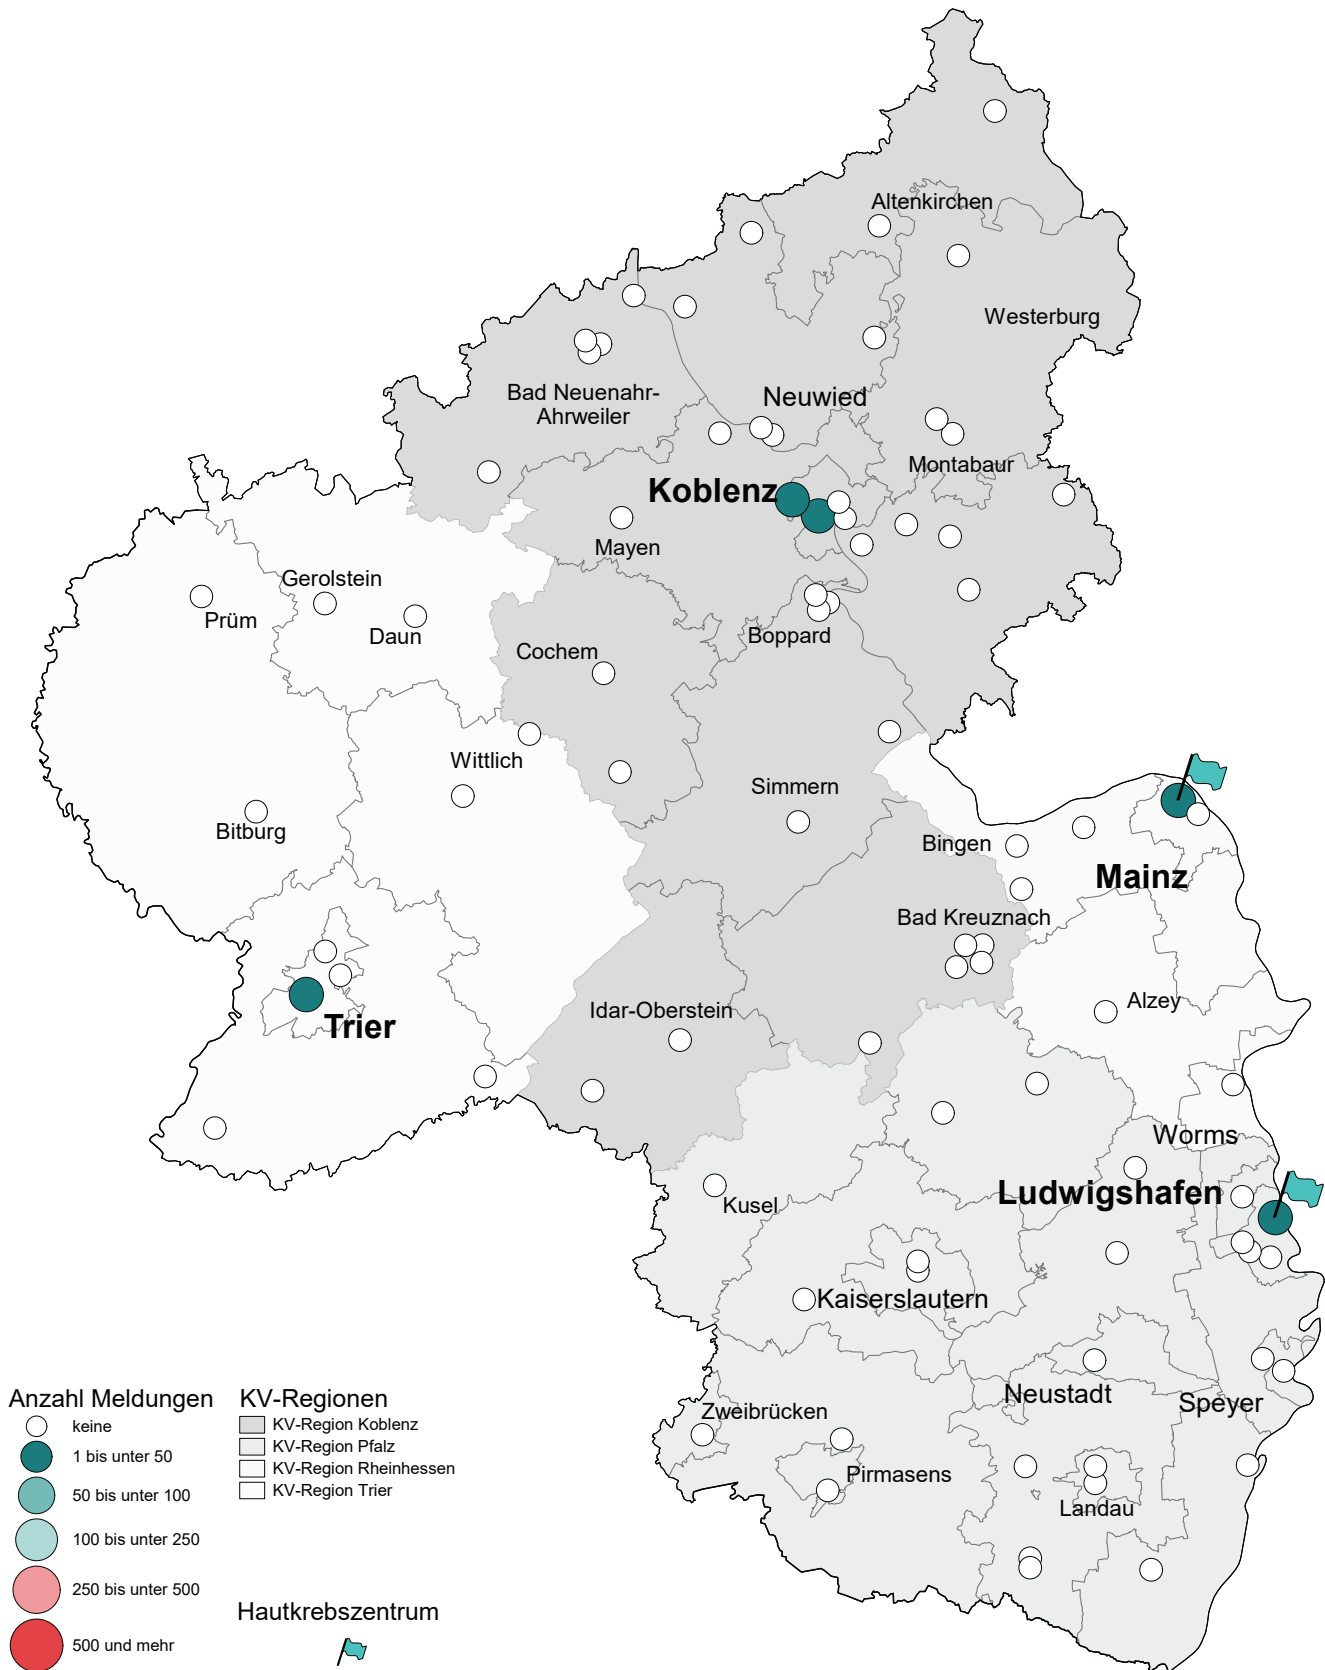 Altenkirchen
Westerburg
Bad Neuenahr-
Ahrweiler
Neuwied
Montabaur
Koblenz
Mayen
Gerolstein
Prüm
Daun
Boppard
Cochem
Wittlich
Simmern
Bitburg
Bingen
Mainz
Bad Kreuznach
Alzey
Idar-Oberstein
Trier
Worms
Ludwigshafen
Kusel
Kaiserslautern
Neustadt
Speyer
Zweibrücken
Pirmasens
Landau
Anzahl Meldungen
keine
1 bis unter 50
50 bis unter 100
100 bis unter 250
250 bis unter 500
500 und mehr
KV-Regionen
KV-Region Koblenz
KV-Region Pfalz
KV-Region Rheinhessen
KV-Region Trier
Hautkrebszentrum